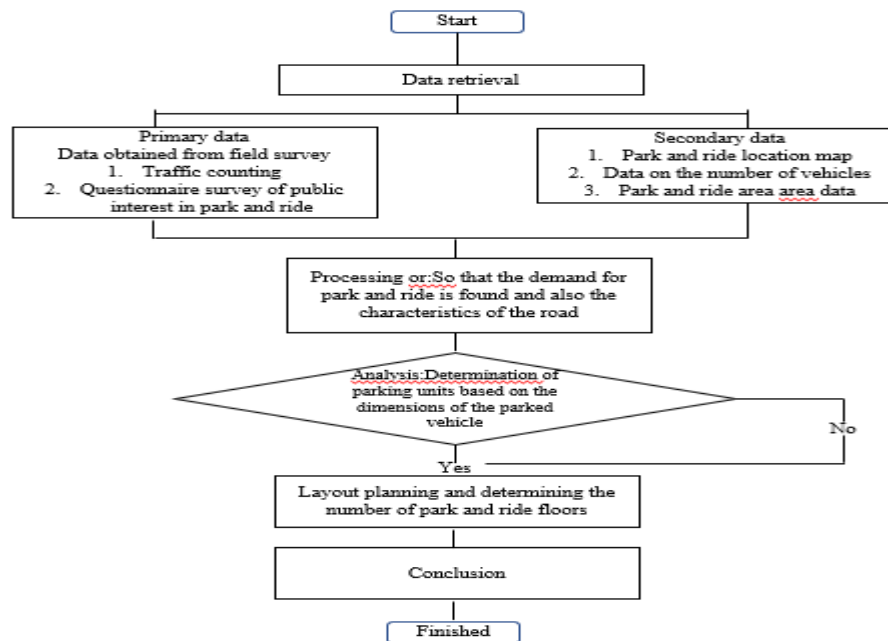 Start
Data retrieval
Primary data
Data obtained from field survey
1. Traffic counting
2. Questionnaire survey of public
interest in park and ride
Secondary data
1. Park and ride location map
2. Data on the number of vehicles
3. Park and ride area area data
Processing or:So that the demand for
park and ride is found and also the
characteristics of the road
Analysis:Determination of
parking units based on the
dimensions of the parked
vehicle
No
Yes
Layout planning and determining the
number of park and ride floors
Conclusion
Finished